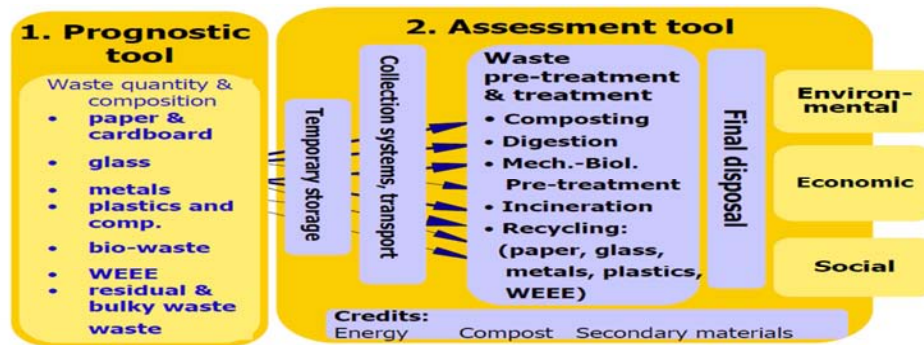 1. Prognostic
tool
Waste quantity &
composition
• paper &
cardboard
• glass
• metals
• plastics and
comp.
• bio-waste
• WEEE
• residual &
bulky waste
waste
2. Assessment tool
Temporary storage
Collection systems, transport
Waste
pre-treatment
& treatment
• Composting
• Digestion
• Mech.-Biol.
Pre-treatment
• Incineration
• Recycling:
(paper, glass,
metals, plastics,
WEEE)
Final disposal
Environ-
mental
Economic
Social
Credits:
Energy Compost Secondary materials